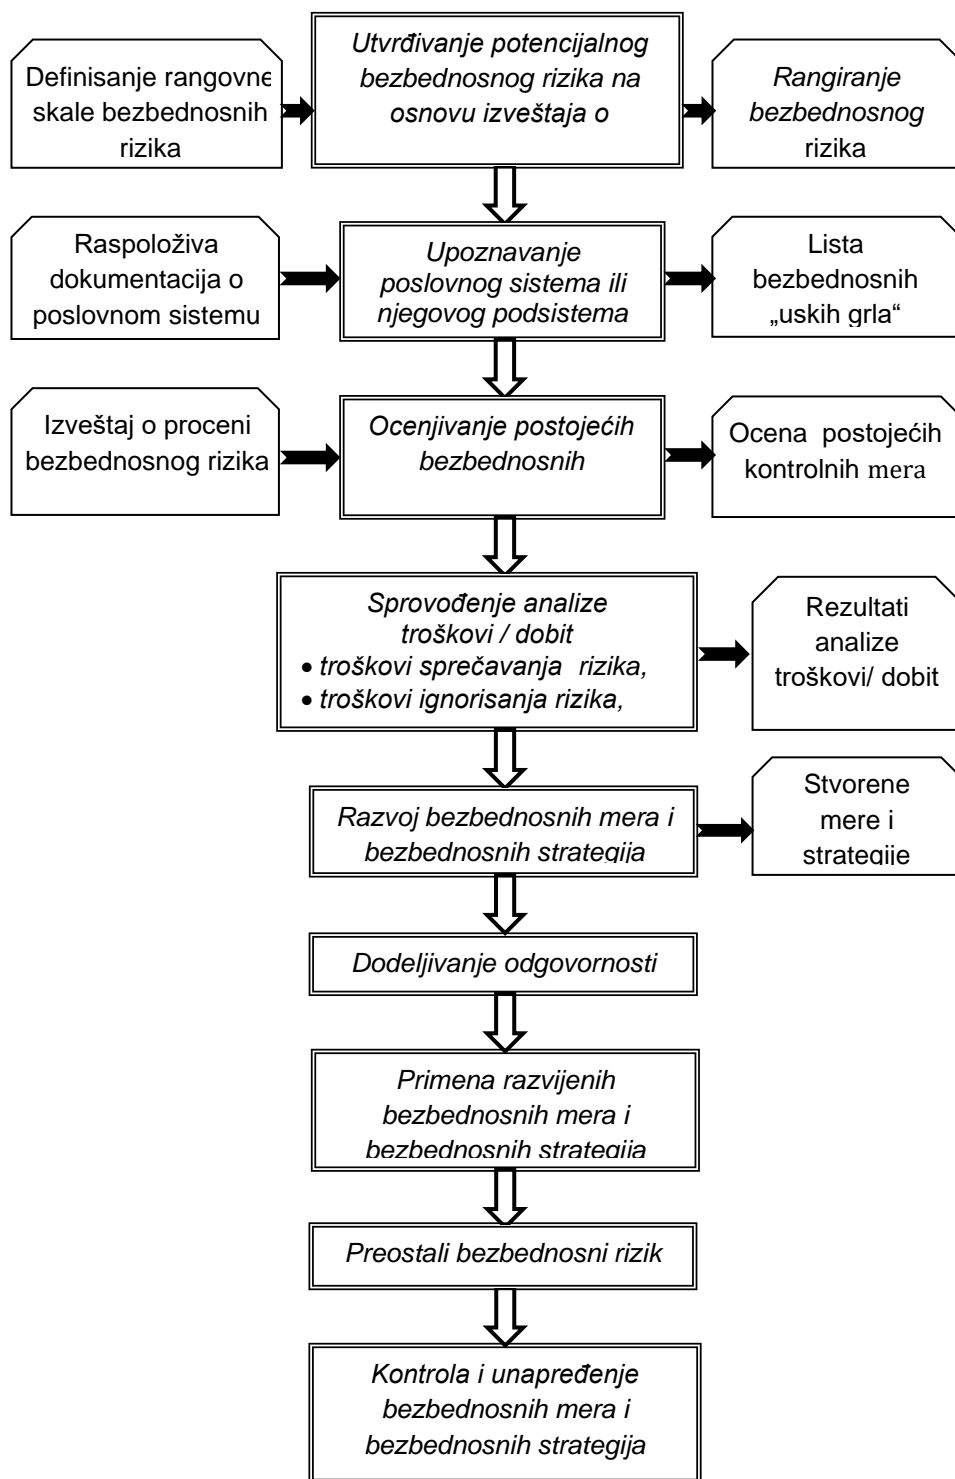 Definisanje rangovne
skale bezbednosnih
rizika
Utvrđivanje potencijalnog
bezbednosnog rizika na
osnovu izveštaja o
Rangiranje
bezbednosnog
rizika
Raspoloživa
dokumentacija o
poslovnom sistemu
Upoznavanje
poslovnog sistema ili
njegovog podsistema
Lista
bezbednosnih
„uskih grla“
Izveštaj o proceni
bezbednosnog rizika
Ocenjivanje postojećih
bezbednosnih
Ocena postojećih
kontrolnih mera
Sprovođenje analize
troškovi / dobit
• troškovi sprečavanja rizika,
• troškovi ignorisanja rizika,
Rezultati
analize
troškovi/ dobit
Razvoj bezbednosnih mera i
bezbednosnih strategija
Stvorene
mere i
strategije
Dodeljivanje odgovornosti
Primena razvijenih
bezbednosnih mera i
bezbednosnih strategija
Preostali bezbednosni rizik
Kontrola i unapređenje
bezbednosnih mera i
bezbednosnih strategija